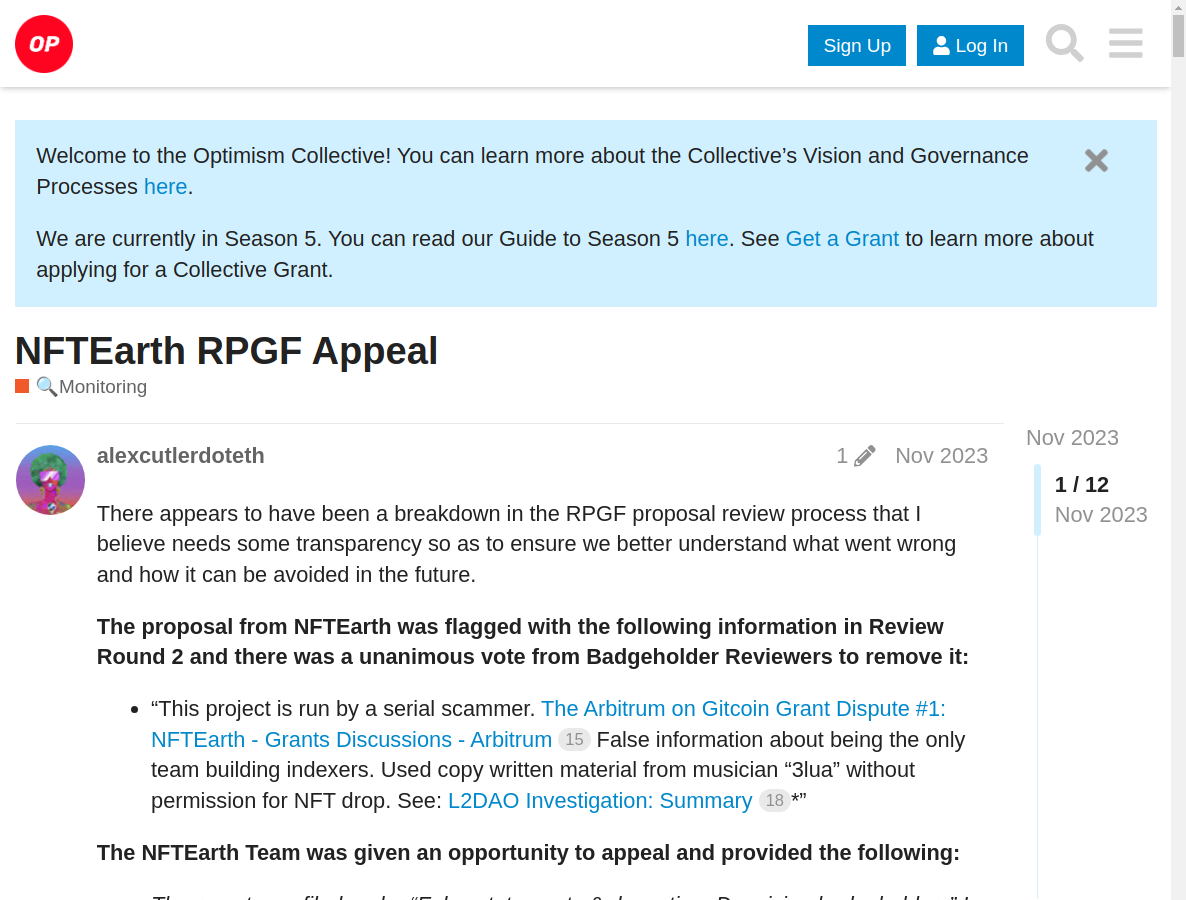 OP
Sign Up
Log In
Welcome to the Optimism Collective! You can learn more about the Collective’s Vision and Governance
Processes here.
We are currently in Season 5. You can read our Guide to Season 5 here. See Get a Grant to learn more about
applying for a Collective Grant.
NFTEarth RPGF Appeal
Monitoring
alexcutlerdoteth
1
Nov 2023
Nov 2023
1 / 12
Nov 2023
There appears to have been a breakdown in the RPGF proposal review process that I
believe needs some transparency so as to ensure we better understand what went wrong
and how it can be avoided in the future.
The proposal from NFTEarth was flagged with the following information in Review
Round 2 and there was a unanimous vote from Badgeholder Reviewers to remove it:
“This project is run by a serial scammer. The Arbitrum on Gitcoin Grant Dispute #1:
NFTEarth - Grants Discussions - Arbitrum 15 False information about being the only
team building indexers. Used copy written material from musician “3lua” without
permission for NFT drop. See: L2DAO Investigation: Summary 18*”
The NFTEarth Team was given an opportunity to appeal and provided the following: